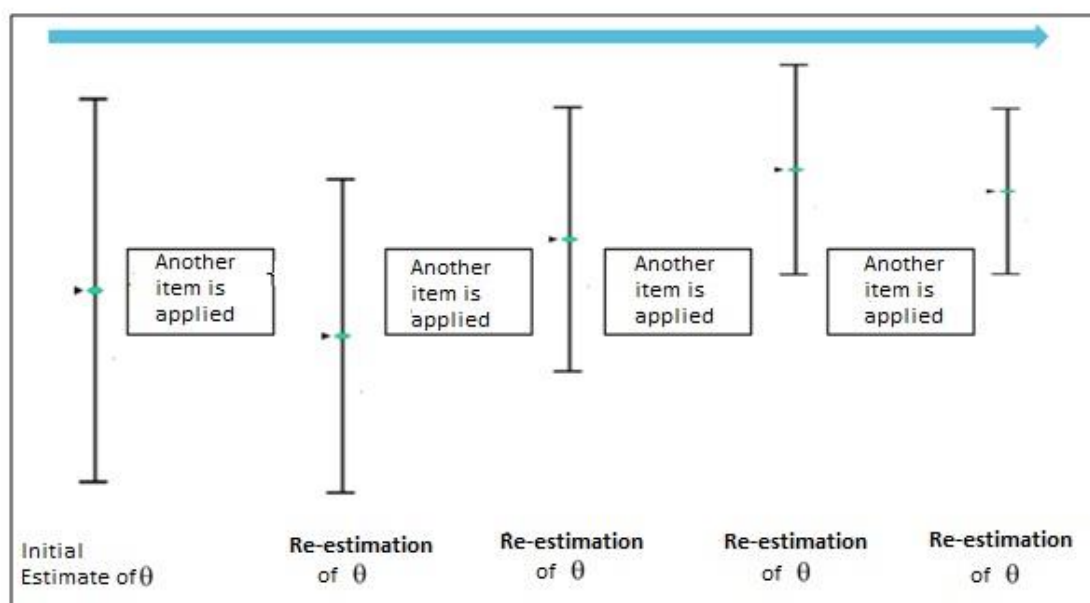 Another
item is
applied
Another
item is
applied
Another
item is
applied
Another
item is
applied
Initial
Estimate of θ
Re-estimation
of θ
Re-estimation
of θ
Re-estimation
of θ
Re-estimation
of θ